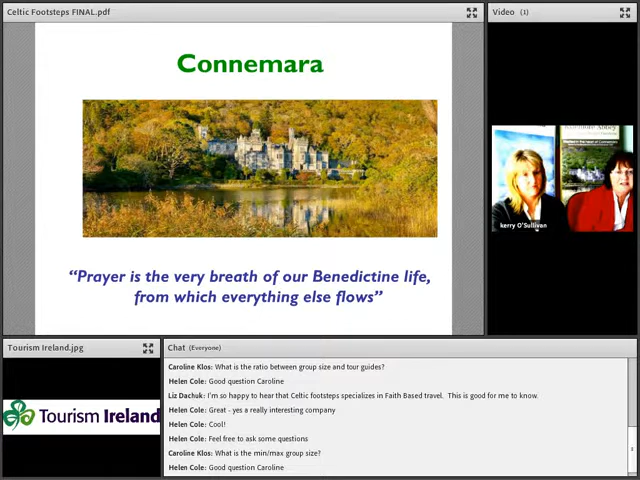 Celtic Footsteps FINAL.pdf
Video (1)
Connemara
Kylemore Abbey
kerry O'Sullivan
“Prayer is the very breath of our Benedictine life,
from which everything else flows”
Tourism Ireland.jpg
Tourism Ireland
Chat (Everyone)
Caroline Klos: What is the ratio between group size and tour guides?
Helen Cole: Good question Caroline
Liz Dachuk: I'm so happy to hear that Celtic footsteps specializes in Faith Based travel. This is good for me to know.
Helen Cole: Great - yes a really interesting company
Helen Cole: Cool!
Helen Cole: Feel free to ask some questions
Caroline Klos: What is the min/max group size?
Helen Cole: Good question Caroline